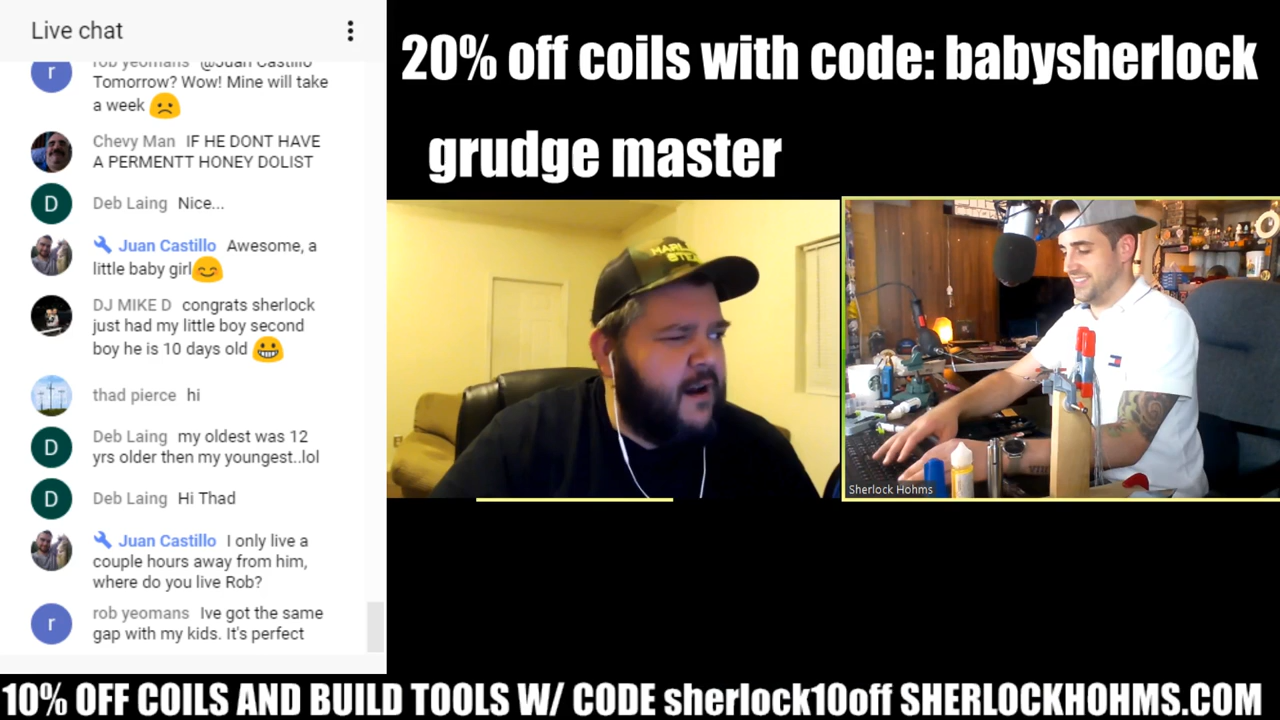 Live chat
rob yeomans @Juan Castillo
Tomorrow? Wow! Mine will take
a week
Chevy Man IF HE DONT HAVE
A PERMENTT HONEY DOLIST
Deb Laing Nice...
Juan Castillo Awesome, a
little baby girl
DJ MIKE D congrats sherlock
just had my little boy second
boy he is 10 days old
thad pierce hi
Deb Laing my oldest was 12
yrs older then my youngest..lol
Deb Laing Hi Thad
Juan Castillo I only live a
couple hours away from him,
where do you live Rob?
rob yeomans Ive got the same
gap with my kids. It's perfect
r
D
D
D
r
20% off coils with code: babysherlock
grudge master
Sherlock Hohms
10% OFF COILS AND BUILD TOOLS W/ CODE sherlock10off SHERLOCKHOHMS.COM